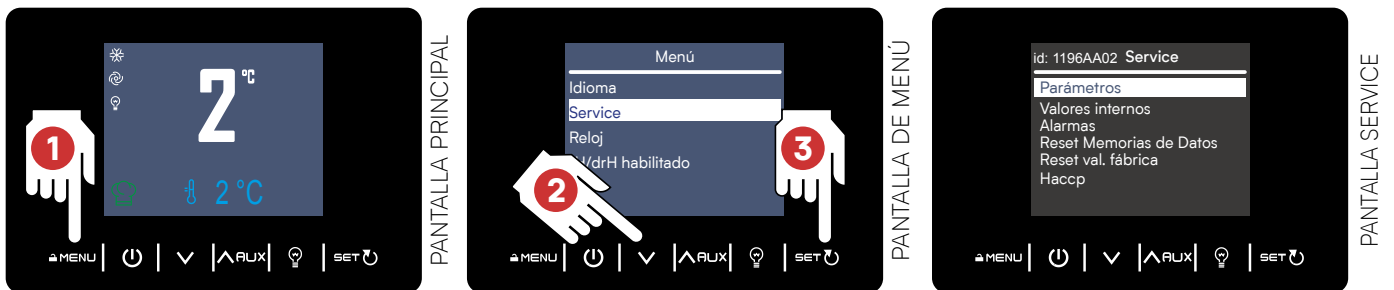 2 °C
2 °C
MENU
AUX
SET
1
PANTALLA PRINCIPAL
Menú
Idioma
Service
Reloj
/drH habilitado
MENU
AUX
SET
2
3
PANTALLA DE MENÚ
id: 1196AA02 Service
Parámetros
Valores internos
Alarmas
Reset Memorias de Datos
Reset val. fábrica
Haccp
MENU
AUX
SET
PANTALLA SERVICE